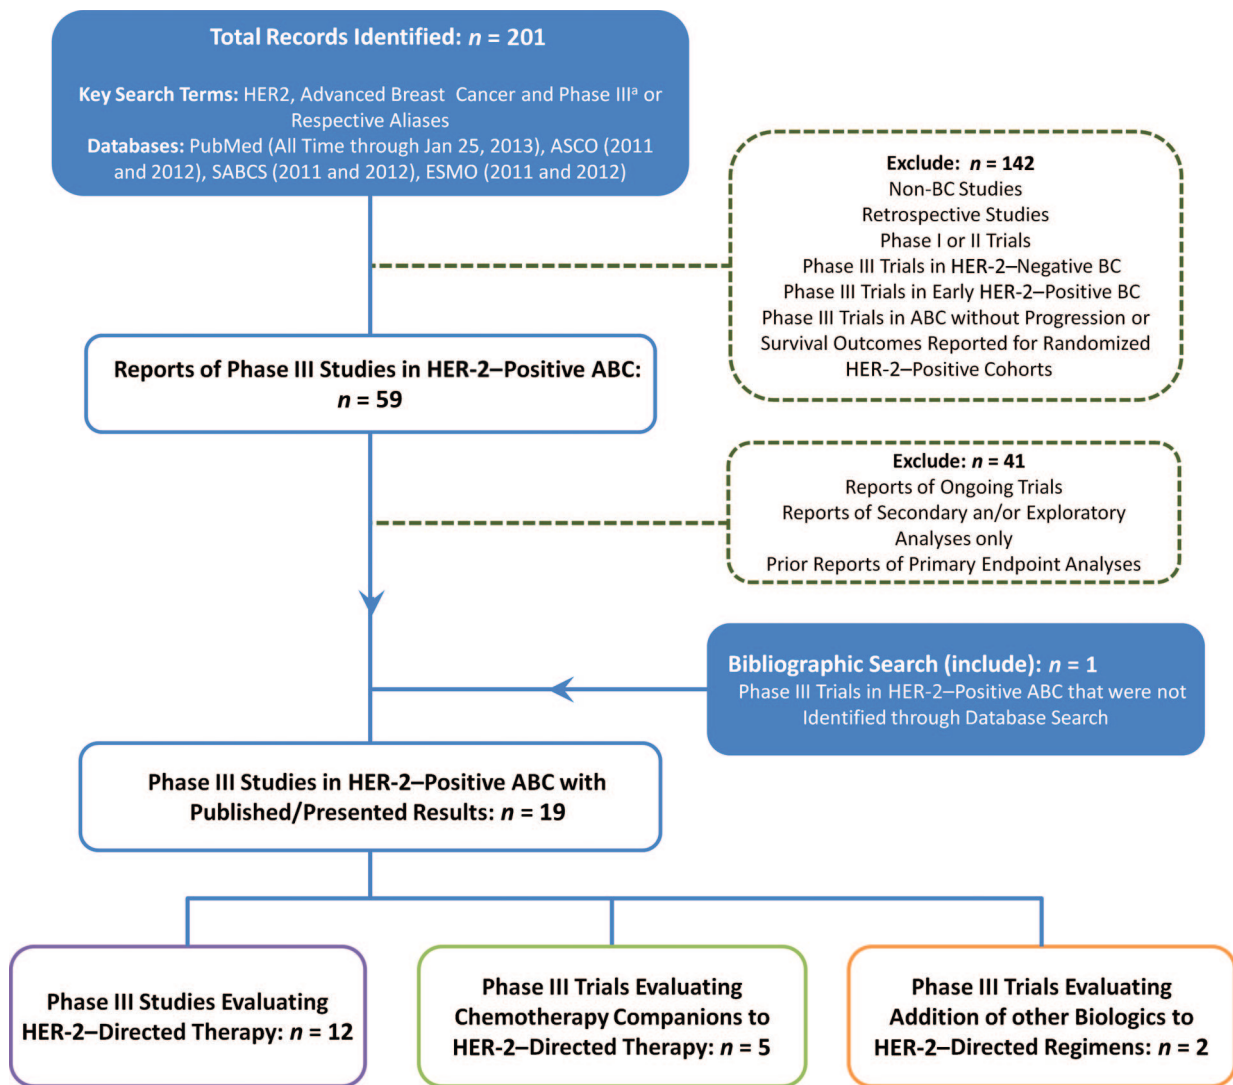 Total Records Identified: n = 201
Key Search Terms: HER2, Advanced Breast Cancer and Phase IIIa or
Respective Aliases
Databases: PubMed (All Time through Jan 25, 2013), ASCO (2011
and 2012), SABCS (2011 and 2012), ESMO (2011 and 2012)
Exclude: n = 142
Non-BC Studies
Retrospective Studies
Phase I or II Trials
Phase III Trials in HER-2–Negative BC
Phase III Trials in Early HER-2–Positive BC
Phase III Trials in ABC without Progression or
Survival Outcomes Reported for Randomized
HER-2–Positive Cohorts
Reports of Phase III Studies in HER-2–Positive ABC:
n = 59
Exclude: n = 41
Reports of Ongoing Trials
Reports of Secondary an/or Exploratory
Analyses only
Prior Reports of Primary Endpoint Analyses
Bibliographic Search (include): n = 1
Phase III Trials in HER-2–Positive ABC that were not
Identified through Database Search
Phase III Studies in HER-2–Positive ABC with
Published/Presented Results: n = 19
Phase III Studies Evaluating
HER-2–Directed Therapy: n = 12
Phase III Trials Evaluating
Chemotherapy Companions to
HER-2–Directed Therapy: n = 5
Phase III Trials Evaluating
Addition of other Biologics to
HER-2–Directed Regimens: n = 2